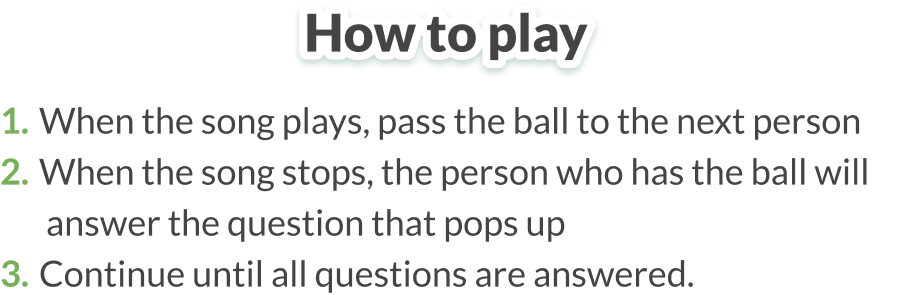 How to play
1. When the song plays, pass the ball to the next person
2. When the song stops, the person who has the ball will
answer the question that pops up
3. Continue until all questions are answered.